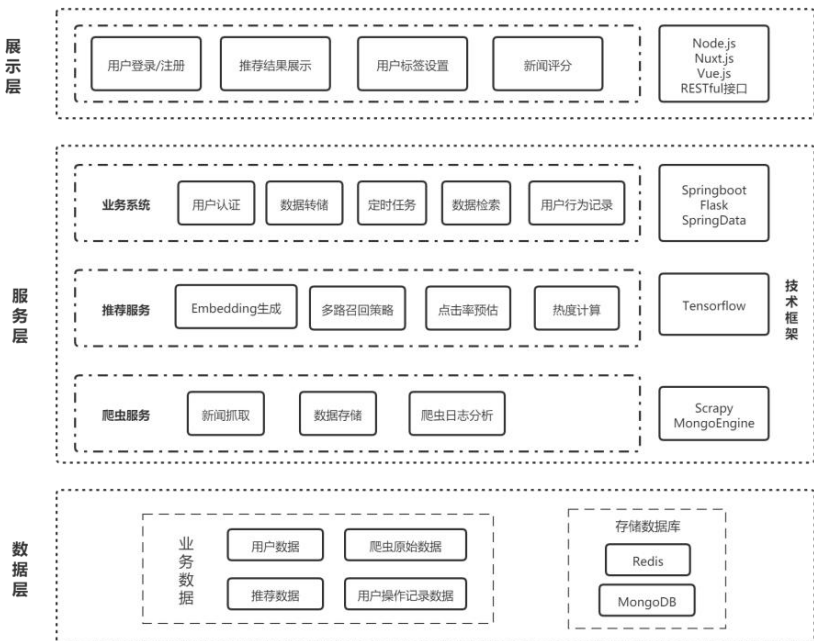 展示层
用户登录/注册
推荐结果展示
用户标签设置
新闻评分
Node.js
Nuxt.js
Vue.js
RESTful接口
服务层
业务系统
用户认证
数据转储
定时任务
数据检索
用户行为记录
Springboot
Flask
SpringData
推荐服务
Embedding生成
多路召回策略
点击率预估
热度计算
Tensorflow
技术框架
爬虫服务
新闻抓取
数据存储
爬虫日志分析
Scrapy
MongoEngine
数据层
业务数据
用户数据
爬虫原始数据
推荐数据
用户操作记录数据
存储数据库
Redis
MongoDB